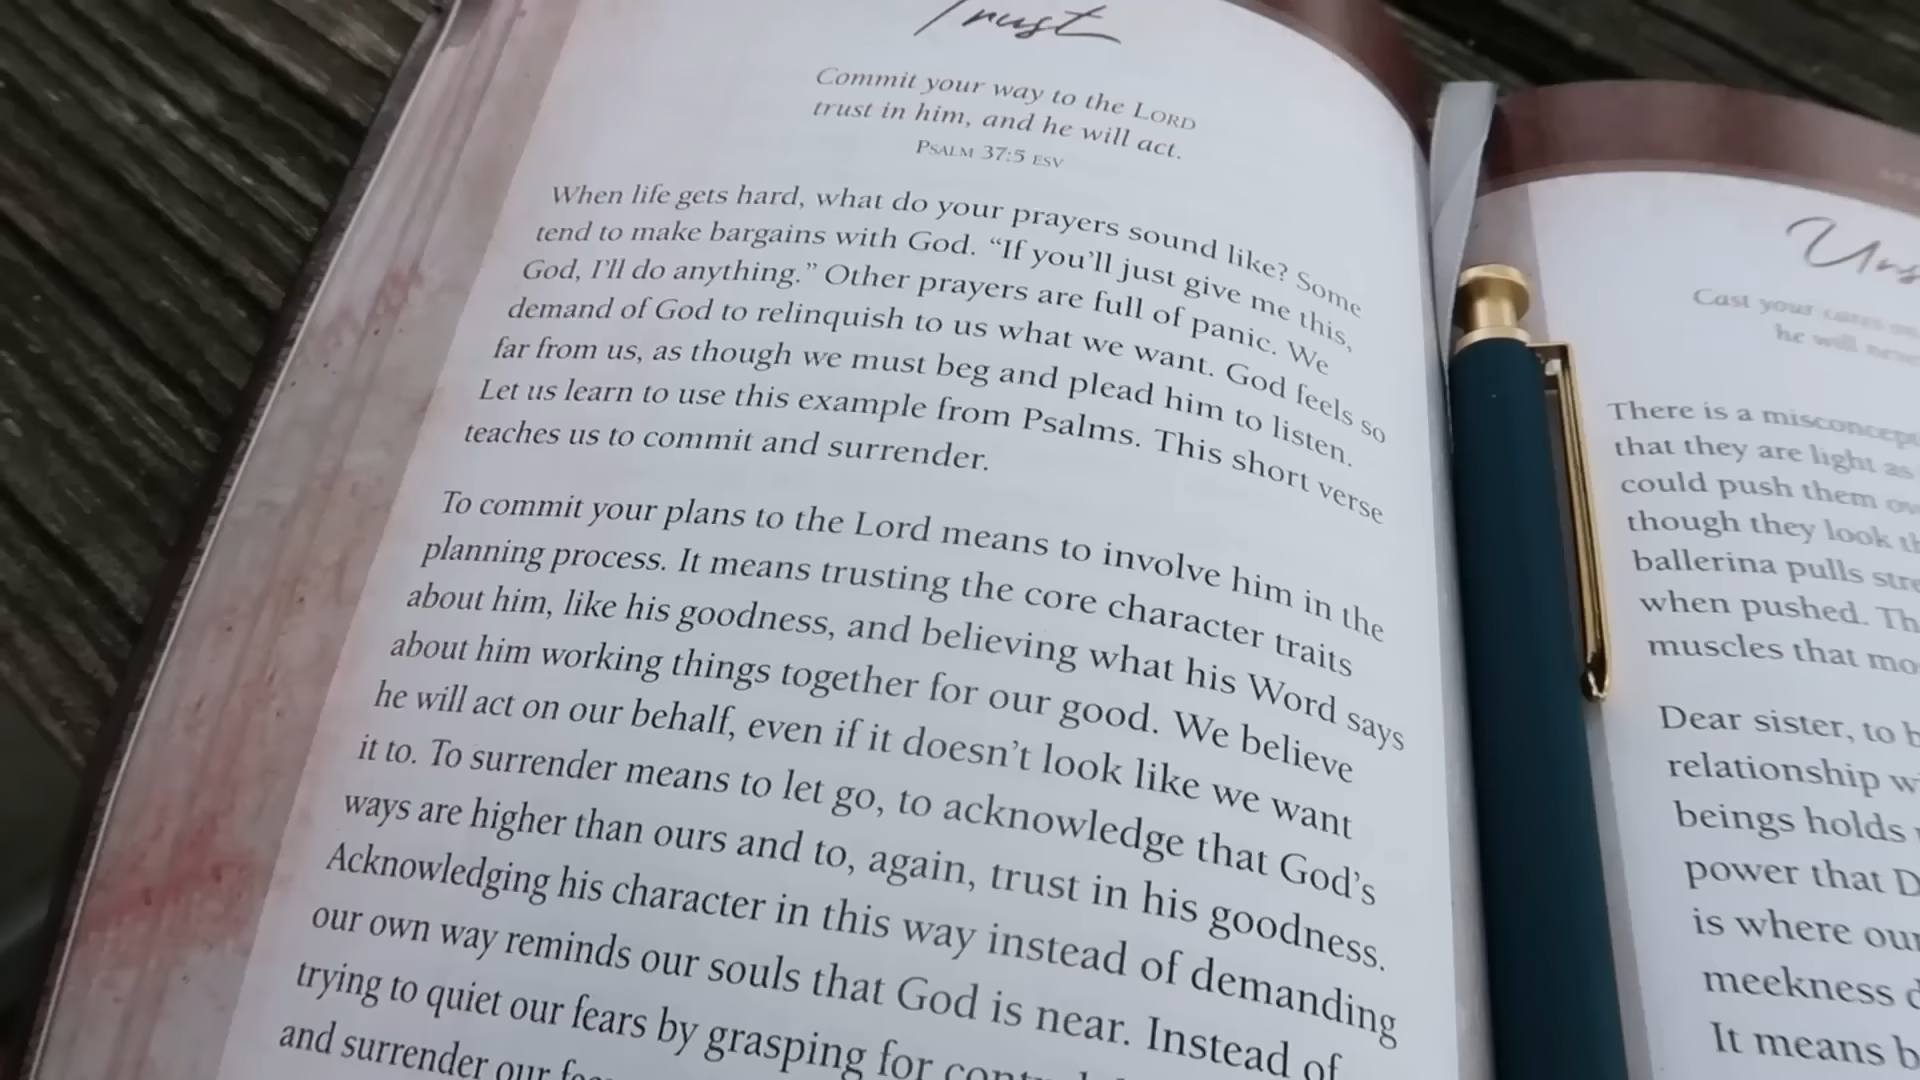 Trust
Commit your way to the LORD
trust in him, and he will act.
PSALM 37:5 ESV
When life gets hard, what do your prayers sound like? Some
tend to make bargains with God. “If you’ll just give me this,
God, I’ll do anything.” Other prayers are full of panic. We
demand of God to relinquish to us what we want. God feels so
far from us, as though we must beg and plead him to listen.
Let us learn to use this example from Psalms. This short verse
teaches us to commit and surrender.
To commit your plans to the Lord means to involve him in the
planning process. It means trusting the core character traits
about him, like his goodness, and believing what his Word says
about him working things together for our good. We believe
he will act on our behalf, even if it doesn’t look like we want
it to. To surrender means to let go, to acknowledge that God’s
ways are higher than ours and to, again, trust in his goodness.
Acknowledging his character in this way instead of demanding
our own way reminds our souls that God is near. Instead of
trying to quiet our fears by grasping for
and surrender our
Cast your cares
he will
There is a
that they are light as
could push them
though they look
ballerina pulls
when pushed.
muscles that
Dear sister, to
relationship
beings holds
power that
is where our
meekness
It means